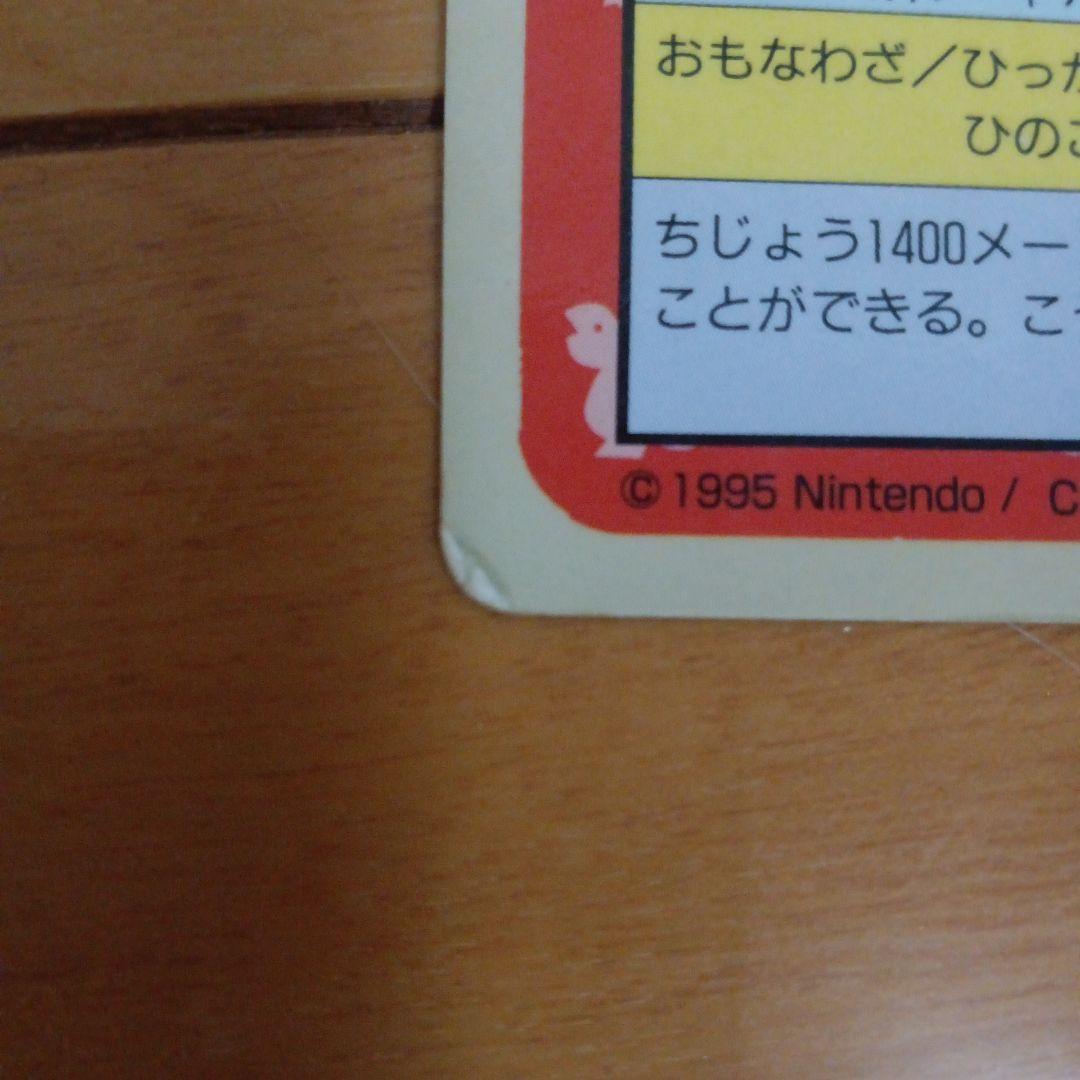 おもなわざ／ひっか
ひのこ
ちじょう1400メー
ことができる。こ
© 1995 Nintendo / C